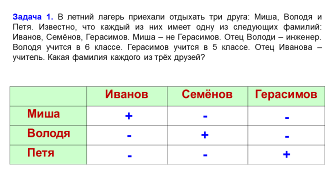 Задача 1. В летний лагерь приехали отдыхать три друга: Миша, Володя и
Петя. Известно, что каждый из них имеет одну из следующих фамилий:
Иванов, Семёнов, Герасимов. Миша – не Герасимов. Отец Володи – инженер.
Володя учится в 6 классе. Герасимов учится в 5 классе. Отец Иванова –
учитель. Какая фамилия каждого из трёх друзей?
Иванов Семёнов Герасимов
Миша + - -
Володя - + -
Петя - - +